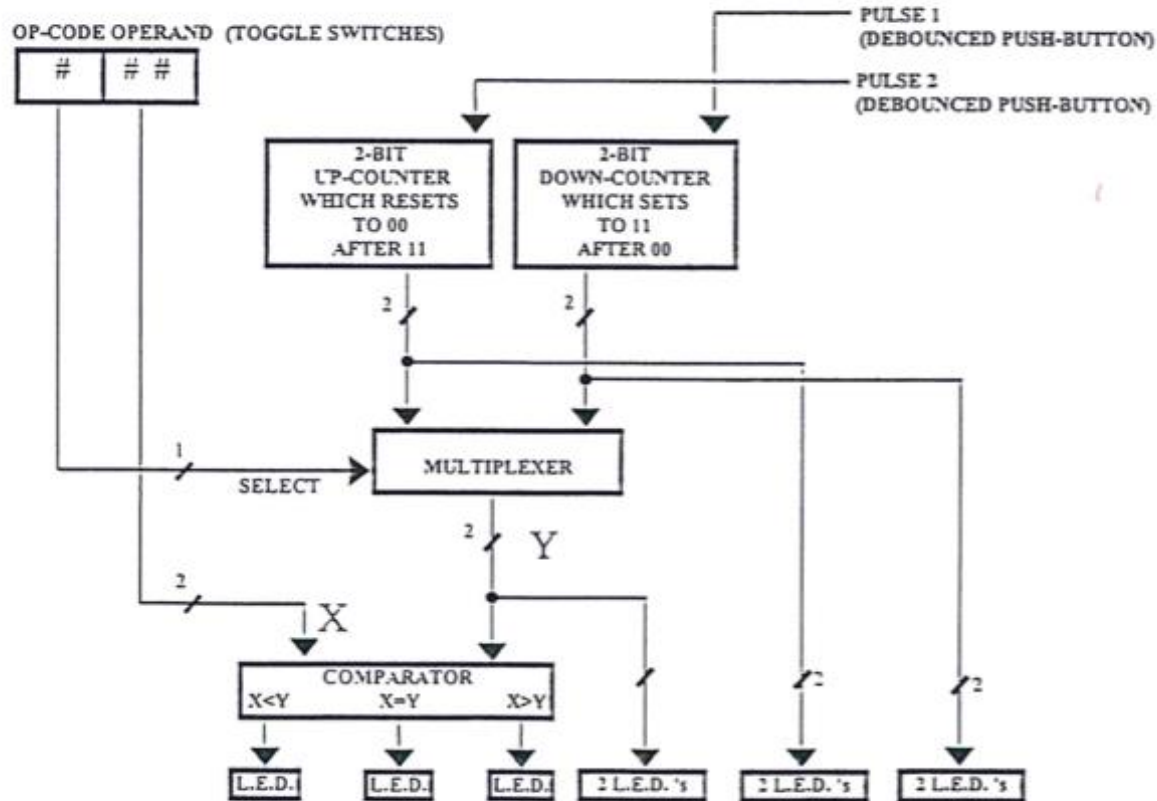 PULSE 1
(DEBOUNCED PUSH-BUTTON)
OP-CODE OPERAND (TOGGLE SWITCHES)
# # #
PULSE 2
(DEBOUNCED PUSH-BUTTON)
2-BIT
UP-COUNTER
WHICH RESETS
TO 00
AFTER 11
2-BIT
DOWN-COUNTER
WHICH SETS
TO 11
AFTER 00
2
2
MULTIPLEXER
1
SELECT
2
Y
2
X
COMPARATOR
X<Y X=Y X>Y
2
2
L.E.D.
L.E.D.
L.E.D.
2 L.E.D. 's
2 L.E.D. 's
2 L.E.D. 's